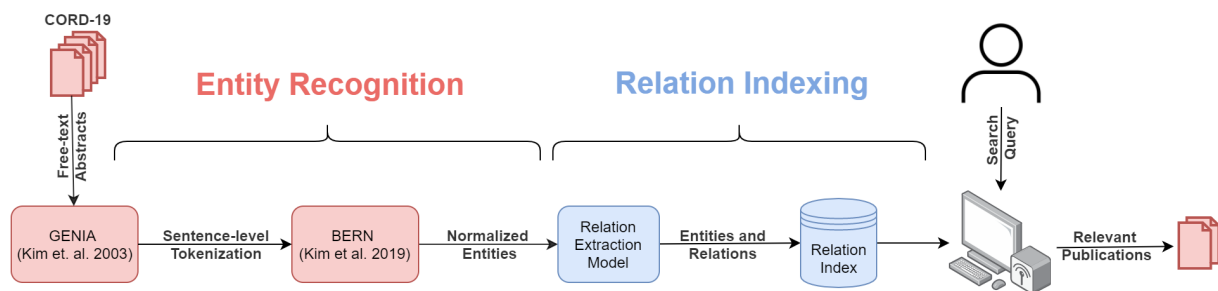 CORD-19
Entity Recognition
Relation Indexing
Free-text
Abstracts
Search
Query
GENIA
(Kim et. al. 2003)
Sentence-level
Tokenization
BERN
(Kim et al. 2019)
Normalized
Entities
Relation
Extraction
Model
Entities and
Relations
Relation
Index
Relevant
Publications